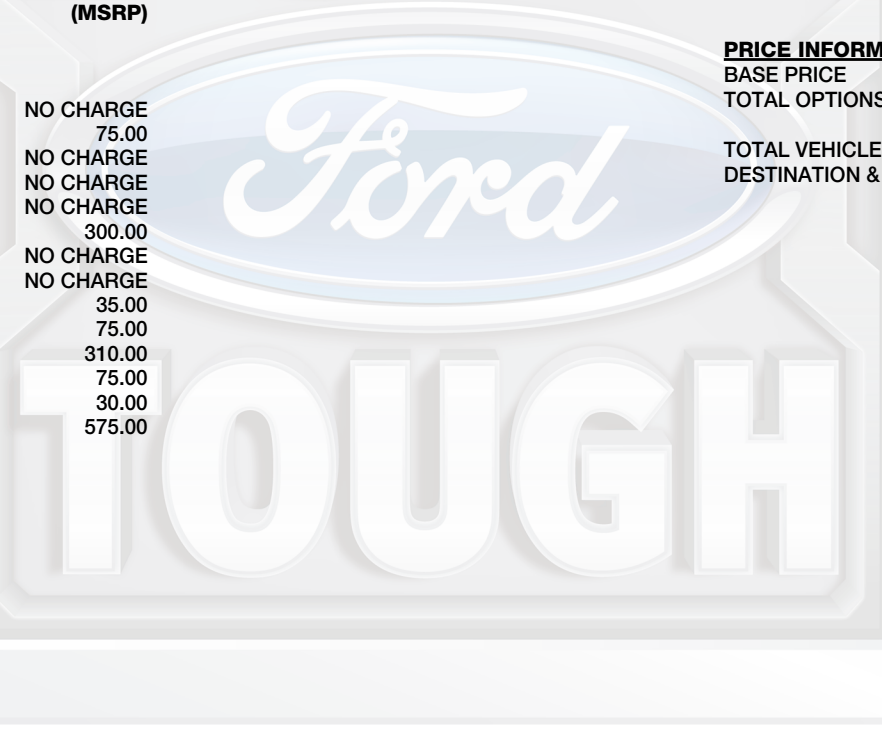 (MSRP)
NO CHARGE
75.00
NO CHARGE
NO CHARGE
NO CHARGE
300.00
NO CHARGE
NO CHARGE
35.00
75.00
310.00
75.00
30.00
575.00
PRICE INFORM
BASE PRICE
TOTAL OPTIONS
TOTAL VEHICLE
DESTINATION &
Ford
TOUGH